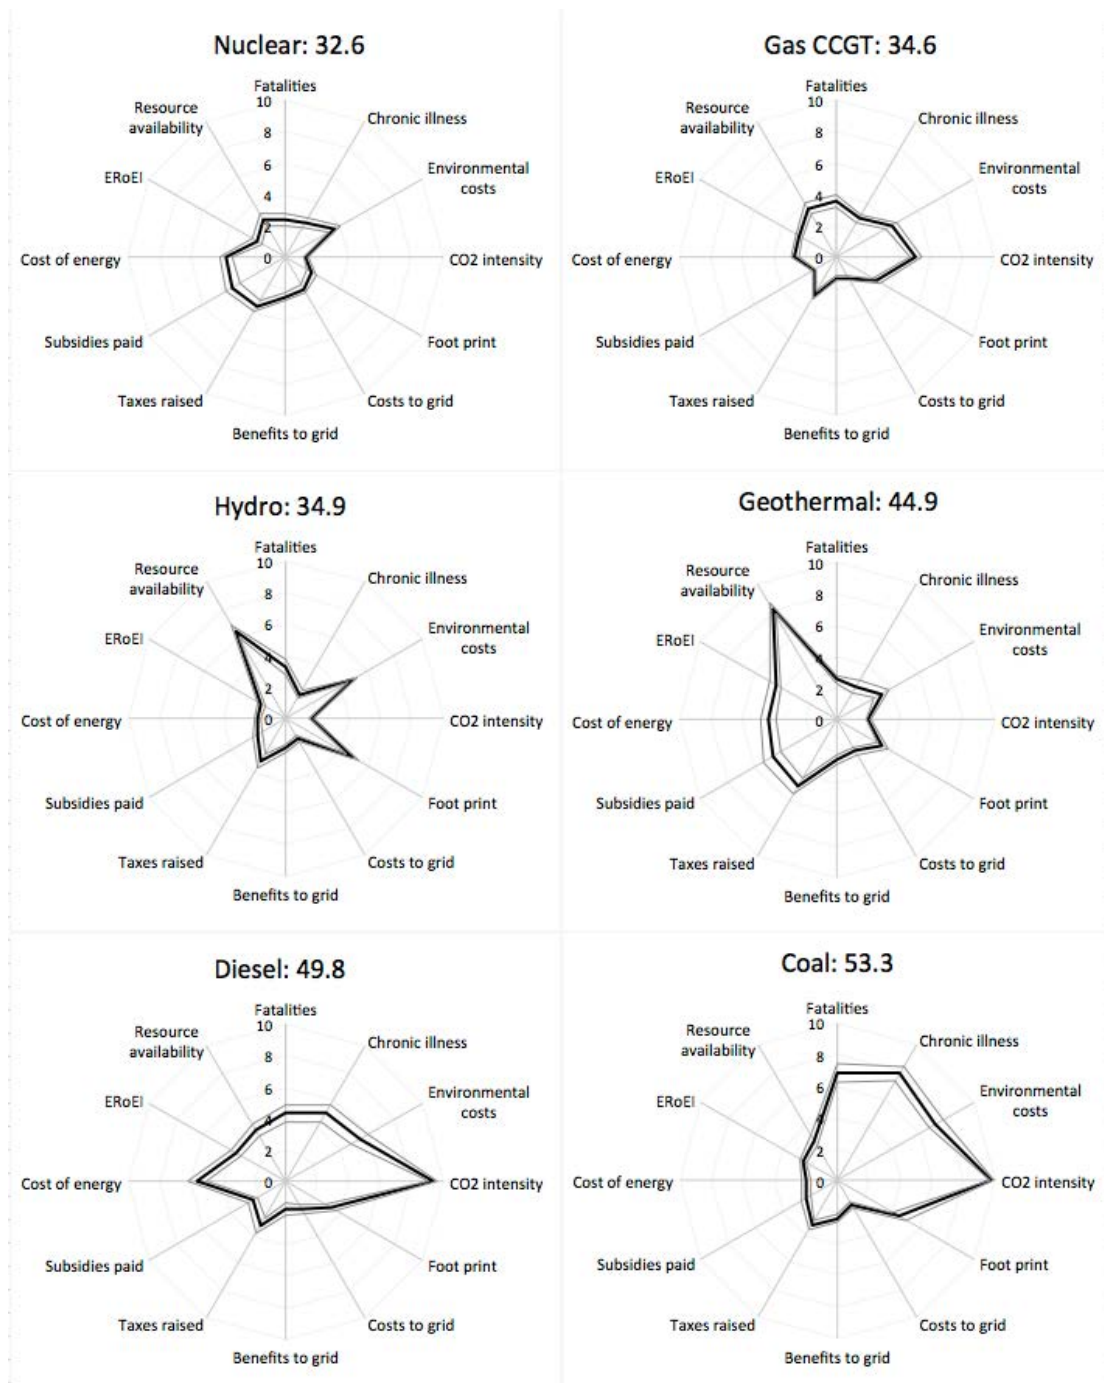 Nuclear: 32.6
Fatalities
10
8
6
4
2
0
Chronic illness
Environmental
costs
CO2 intensity
Foot print
Costs to grid
Benefits to grid
Taxes raised
Subsidies paid
Cost of energy
ERoEI
Resource
availability
Gas CCGT: 34.6
Fatalities
10
8
6
4
2
0
Chronic illness
Environmental
costs
CO2 intensity
Foot print
Costs to grid
Benefits to grid
Taxes raised
Subsidies paid
Cost of energy
ERoEI
Resource
availability
Hydro: 34.9
Fatalities
10
8
6
4
2
0
Chronic illness
Environmental
costs
CO2 intensity
Foot print
Costs to grid
Benefits to grid
Taxes raised
Subsidies paid
Cost of energy
ERoEI
Resource
availability
Geothermal: 44.9
Fatalities
10
8
6
4
2
0
Chronic illness
Environmental
costs
CO2 intensity
Foot print
Costs to grid
Benefits to grid
Taxes raised
Subsidies paid
Cost of energy
ERoEI
Resource
availability
Diesel: 49.8
Fatalities
10
8
6
4
2
0
Chronic illness
Environmental
costs
CO2 intensity
Foot print
Costs to grid
Benefits to grid
Taxes raised
Subsidies paid
Cost of energy
ERoEI
Resource
availability
Coal: 53.3
Fatalities
10
8
6
4
2
0
Chronic illness
Environmental
costs
CO2 intensity
Foot print
Costs to grid
Benefits to grid
Taxes raised
Subsidies paid
Cost of energy
ERoEI
Resource
availability